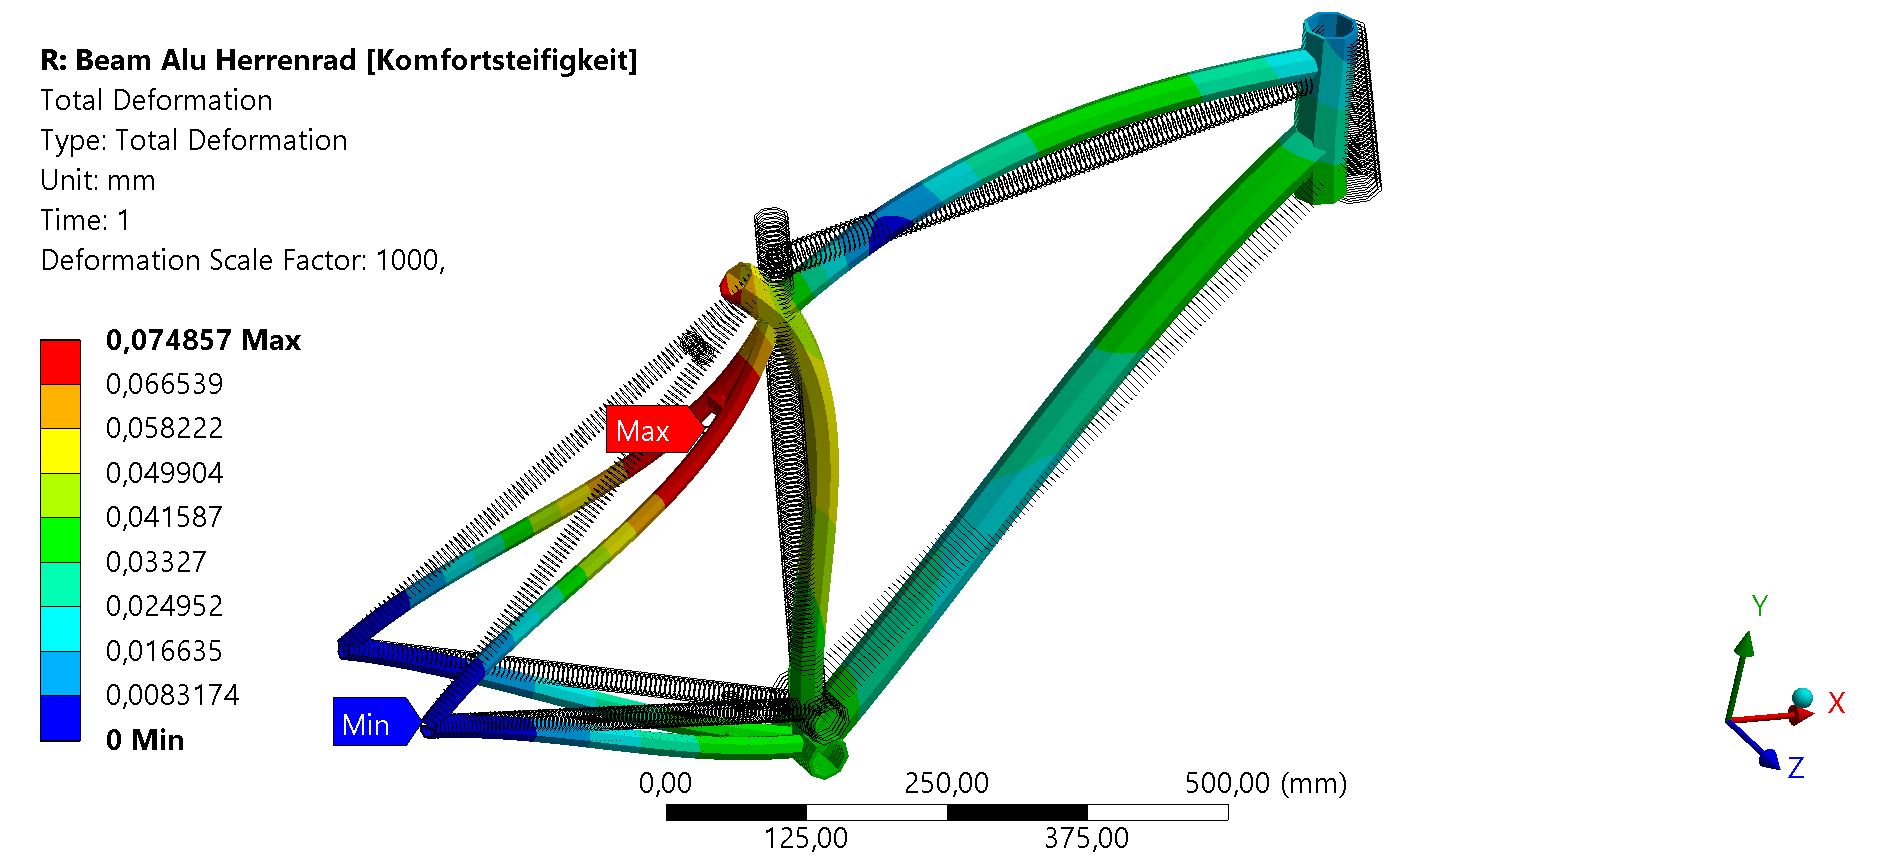 R: Beam Alu Herrenrad [Komfortsteifigkeit]
Total Deformation
Type: Total Deformation
Unit: mm
Time: 1
Deformation Scale Factor: 1000,
0,074857 Max
0,066539
0,058222
0,049904
0,041587
0,03327
0,024952
0,016635
0,0083174
0 Min
Max
Min
0,00 250,00 500,00 (mm)
125,00 375,00
Y
X
Z